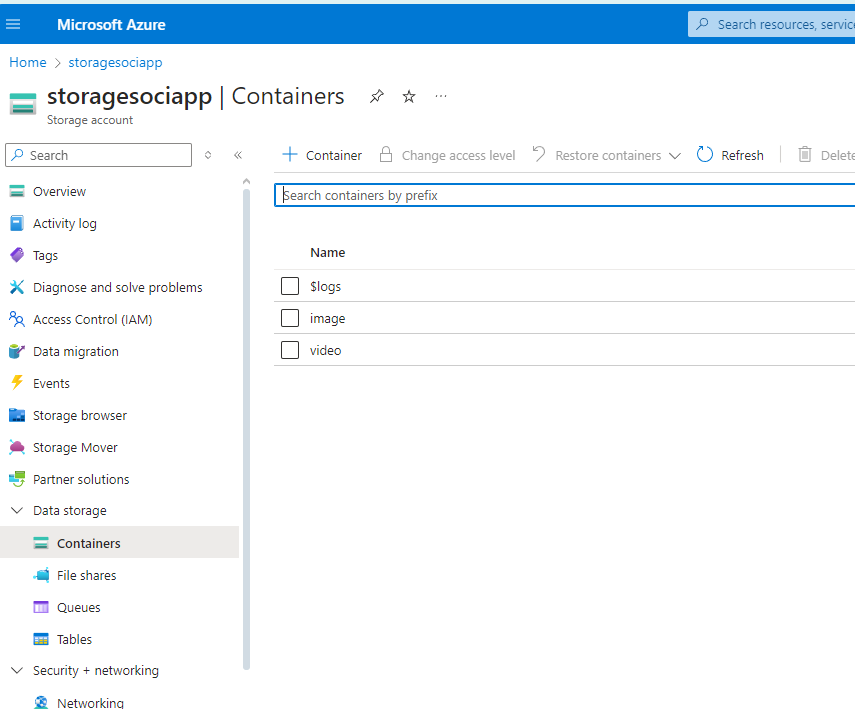 Microsoft Azure
Search resources, service
Home > storagesociapp
storagesociapp | Containers
Storage account
Search
Container
Change access level
Restore containers
Refresh
Delete
Search containers by prefix
Overview
Activity log
Tags
Diagnose and solve problems
Access Control (IAM)
Data migration
Events
Storage browser
Storage Mover
Partner solutions
Data storage
Containers
File shares
Queues
Tables
Security + networking
Networking
Name
$logs
image
video